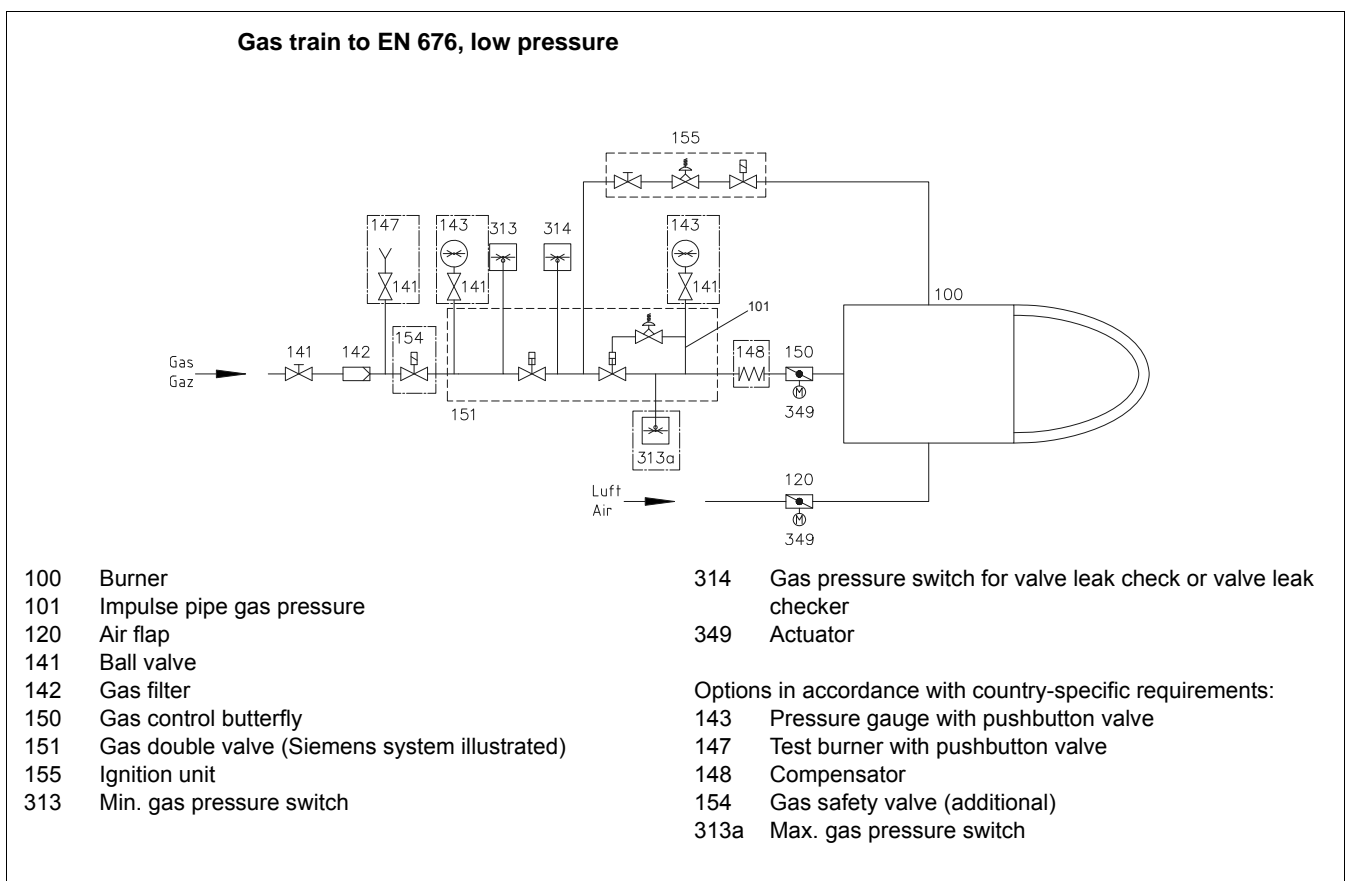 Gas train to EN 676, low pressure
155
147
143
313
314
143
141
141
141
101
100
154
141
142
148
150
Gas
Gaz
151
349
313a
Luft
Air
120
349
100 Burner
101 Impulse pipe gas pressure
120 Air flap
141 Ball valve
142 Gas filter
150 Gas control butterfly
151 Gas double valve (Siemens system illustrated)
155 Ignition unit
313 Min. gas pressure switch
314 Gas pressure switch for valve leak check or valve leak
checker
349 Actuator
Options in accordance with country-specific requirements:
143 Pressure gauge with pushbutton valve
147 Test burner with pushbutton valve
148 Compensator
154 Gas safety valve (additional)
313a Max. gas pressure switch
M
M